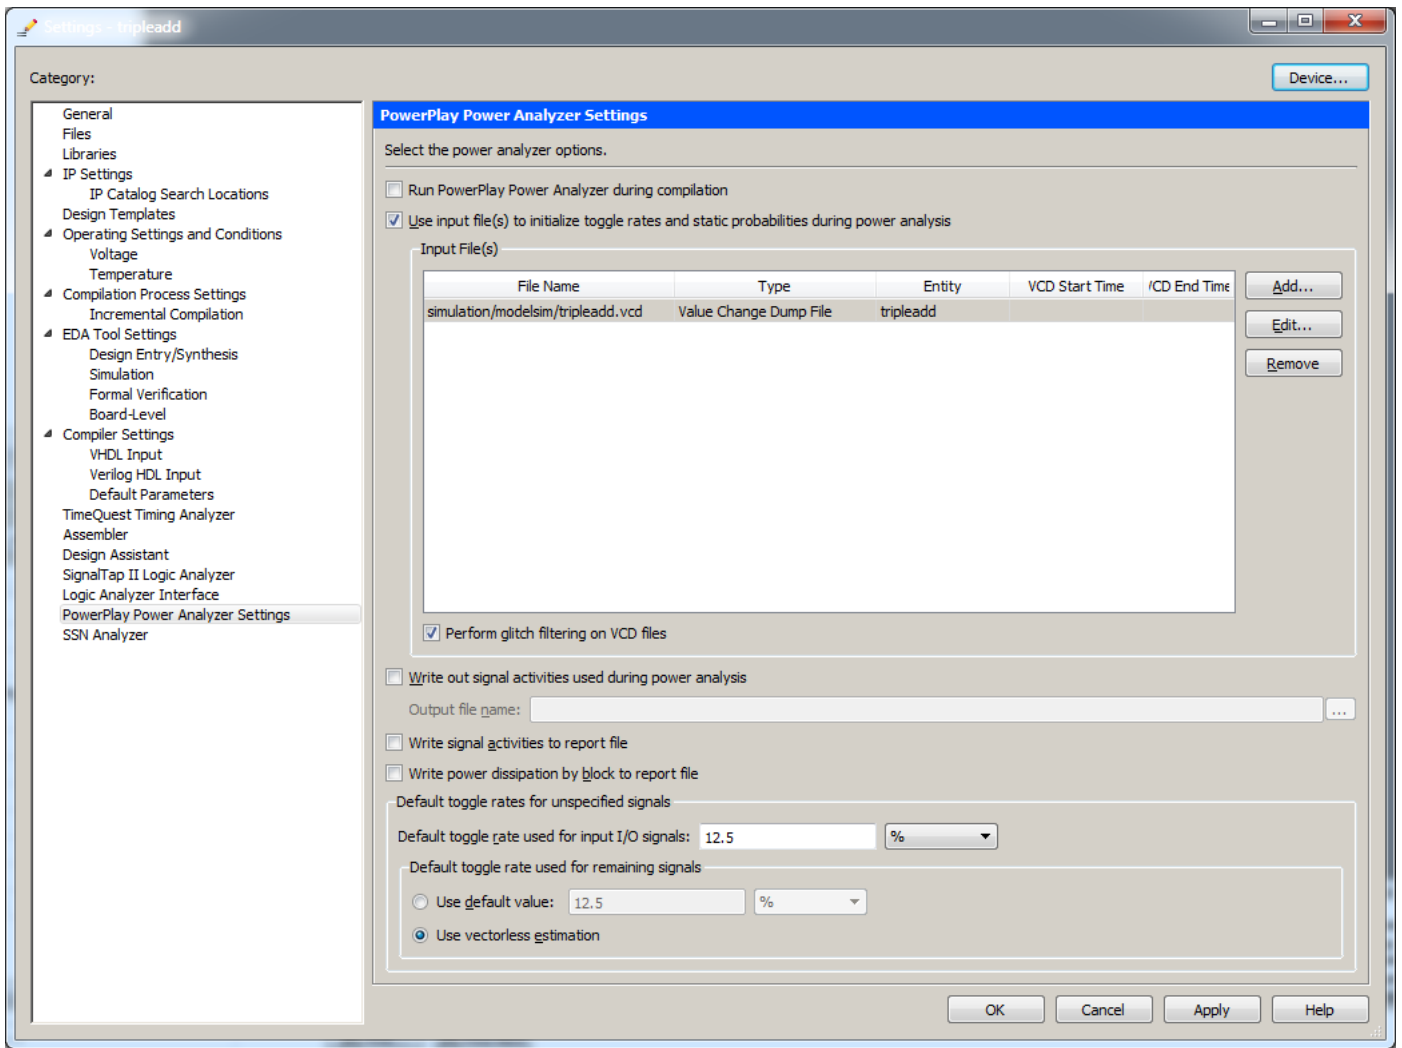 Settings - tripleadd
Category:
Device...
General
Files
Libraries
IP Settings
IP Catalog Search Locations
Design Templates
Operating Settings and Conditions
Voltage
Temperature
Compilation Process Settings
Incremental Compilation
EDA Tool Settings
Design Entry/Synthesis
Simulation
Formal Verification
Board-Level
Compiler Settings
VHDL Input
Verilog HDL Input
Default Parameters
TimeQuest Timing Analyzer
Assembler
Design Assistant
SignalTap II Logic Analyzer
Logic Analyzer Interface
PowerPlay Power Analyzer Settings
SSN Analyzer
PowerPlay Power Analyzer Settings
Select the power analyzer options.
Run PowerPlay Power Analyzer during compilation
Use input file(s) to initialize toggle rates and static probabilities during power analysis
Input File(s)
File Name Type Entity VCD Start Time /CD End Time
simulation/modelsim/tripleadd.vcd Value Change Dump File tripleadd
Add...
Edit...
Remove
Perform glitch filtering on VCD files
Write out signal activities used during power analysis
Output file name: ...
Write signal activities to report file
Write power dissipation by block to report file
Default toggle rates for unspecified signals
Default toggle rate used for input I/O signals: 12.5 %
Default toggle rate used for remaining signals
Use default value: 12.5 %
Use vectorless estimation
OK Cancel Apply Help